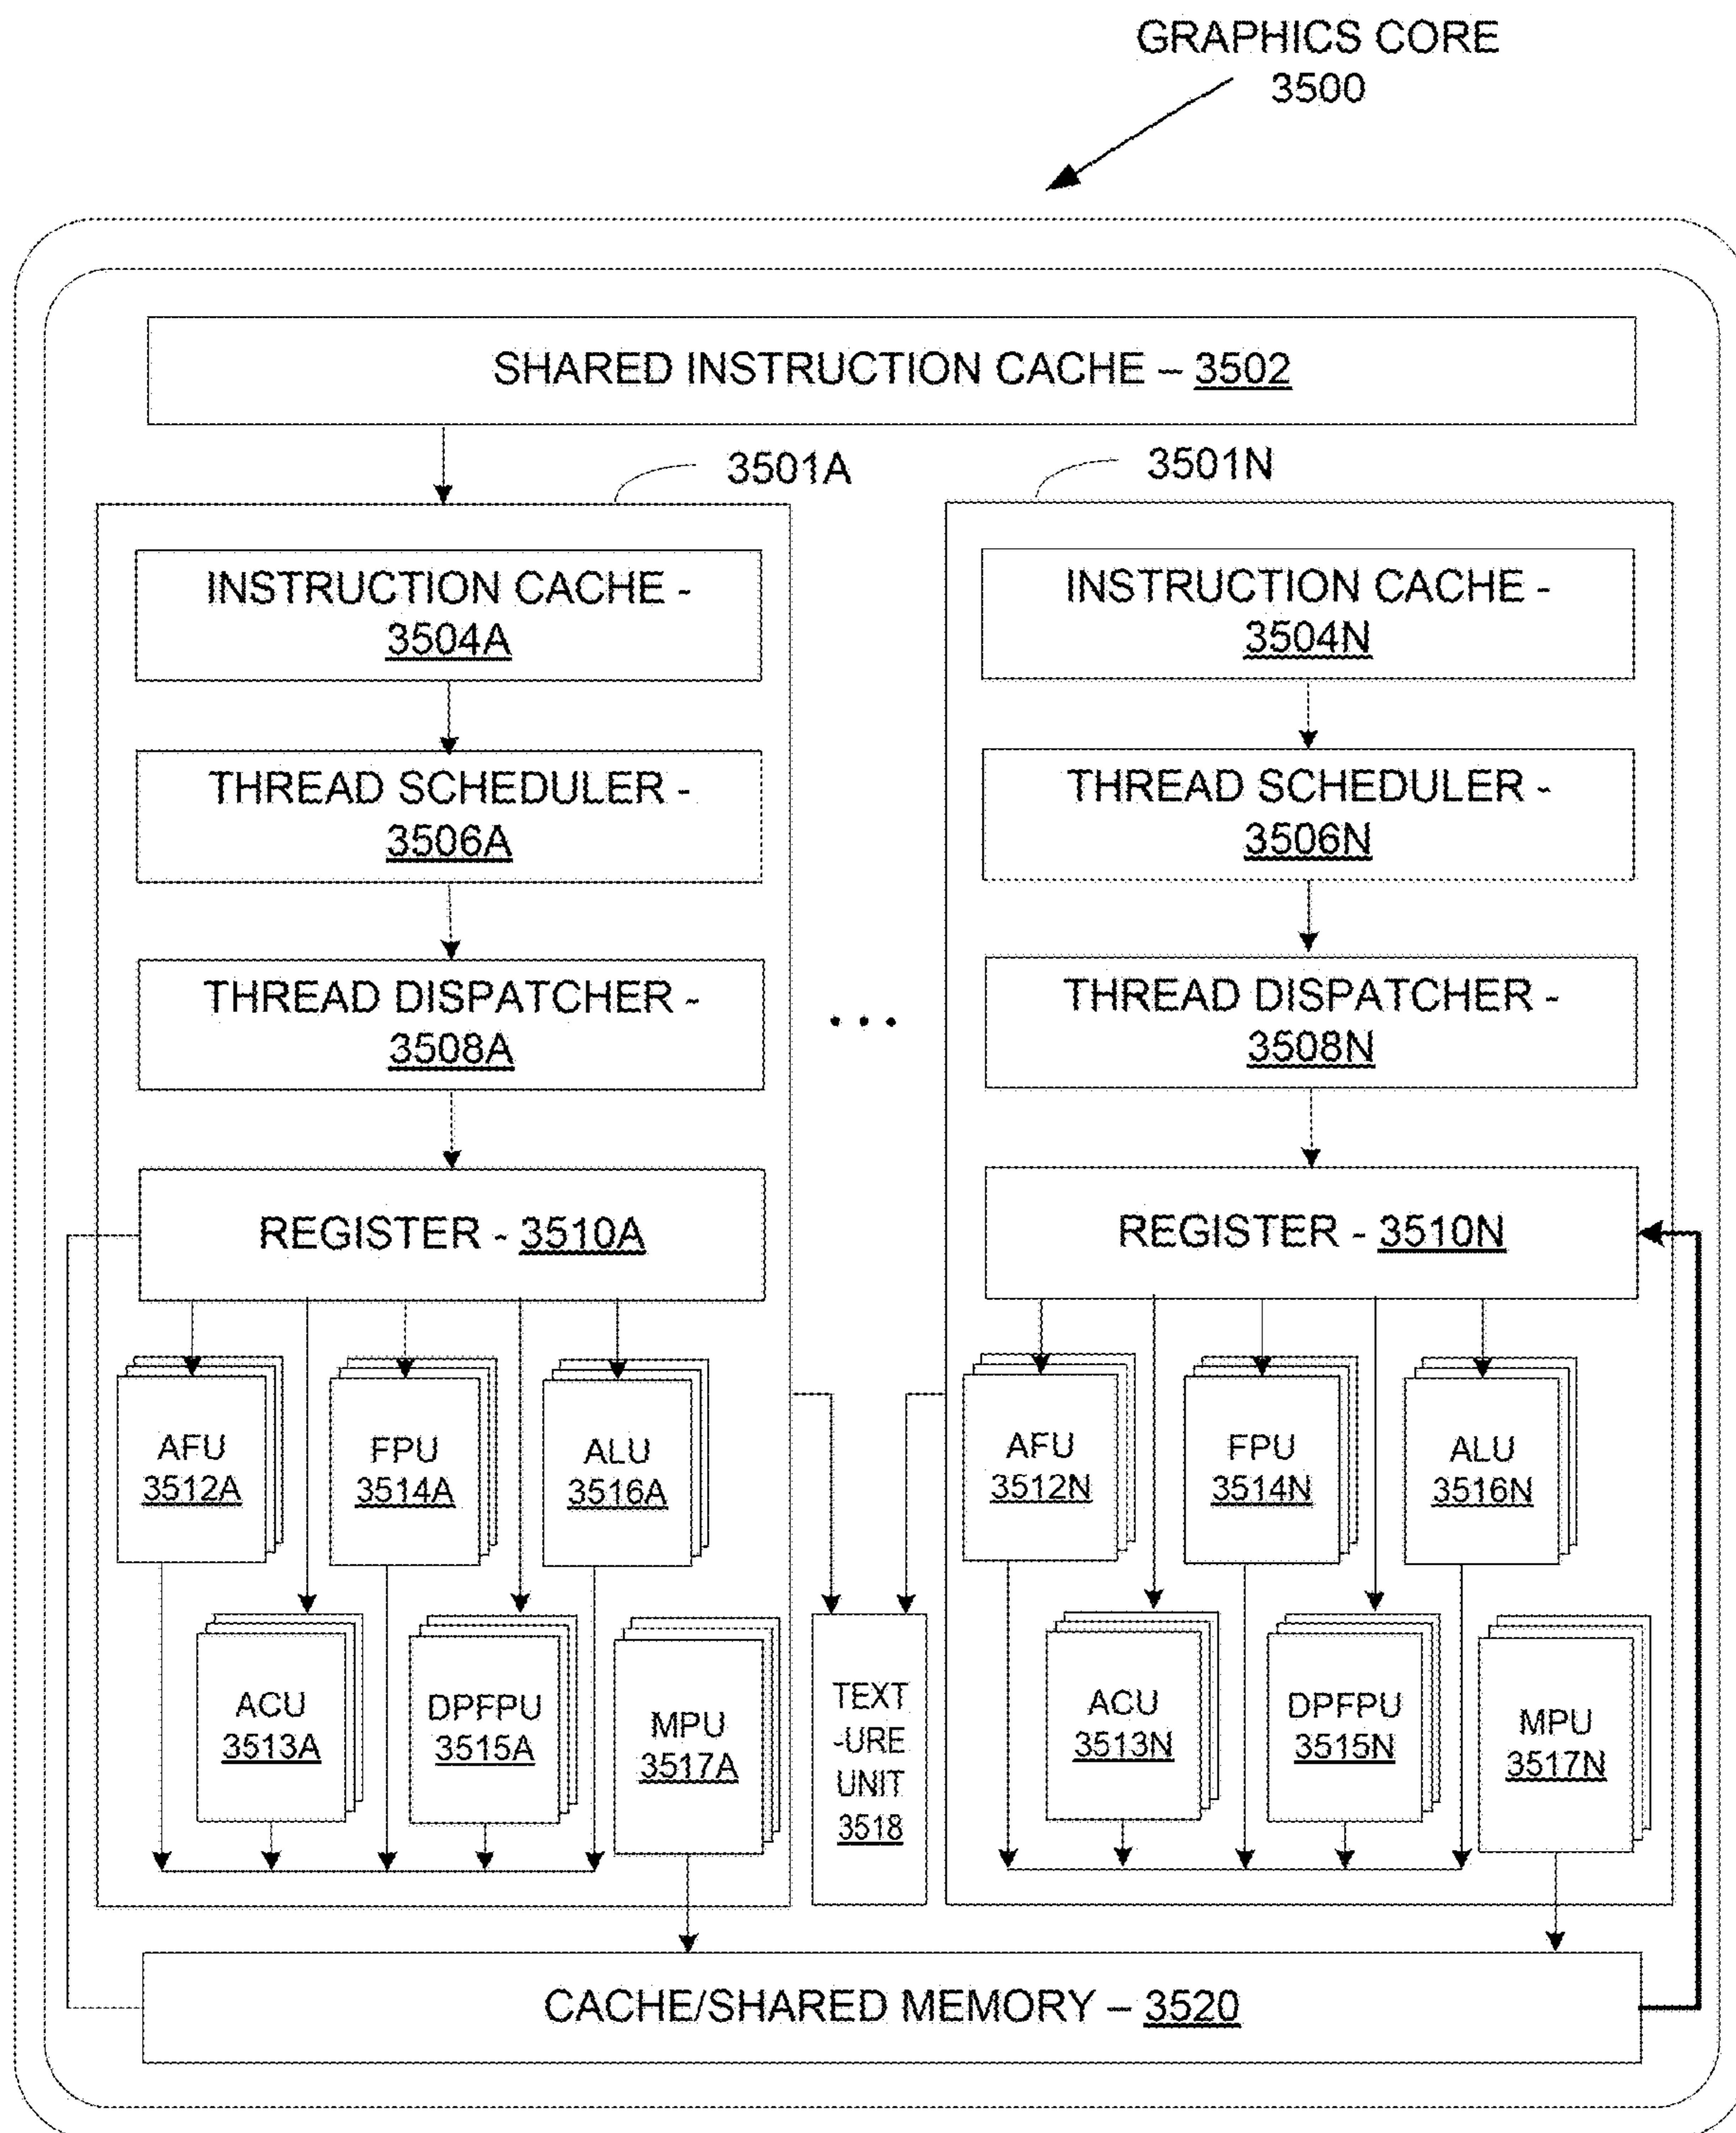 GRAPHICS CORE
3500
SHARED INSTRUCTION CACHE – 3502
3501A
INSTRUCTION CACHE -
3504A
THREAD SCHEDULER -
3506A
THREAD DISPATCHER -
3508A
REGISTER - 3510A
AFU
3512A
FPU
3514A
ALU
3516A
ACU
3513A
DPFPU
3515A
MPU
3517A
...
TEXT
-URE
UNIT
3518
3501N
INSTRUCTION CACHE -
3504N
THREAD SCHEDULER -
3506N
THREAD DISPATCHER -
3508N
REGISTER - 3510N
AFU
3512N
FPU
3514N
ALU
3516N
ACU
3513N
DPFPU
3515N
MPU
3517N
CACHE/SHARED MEMORY – 3520